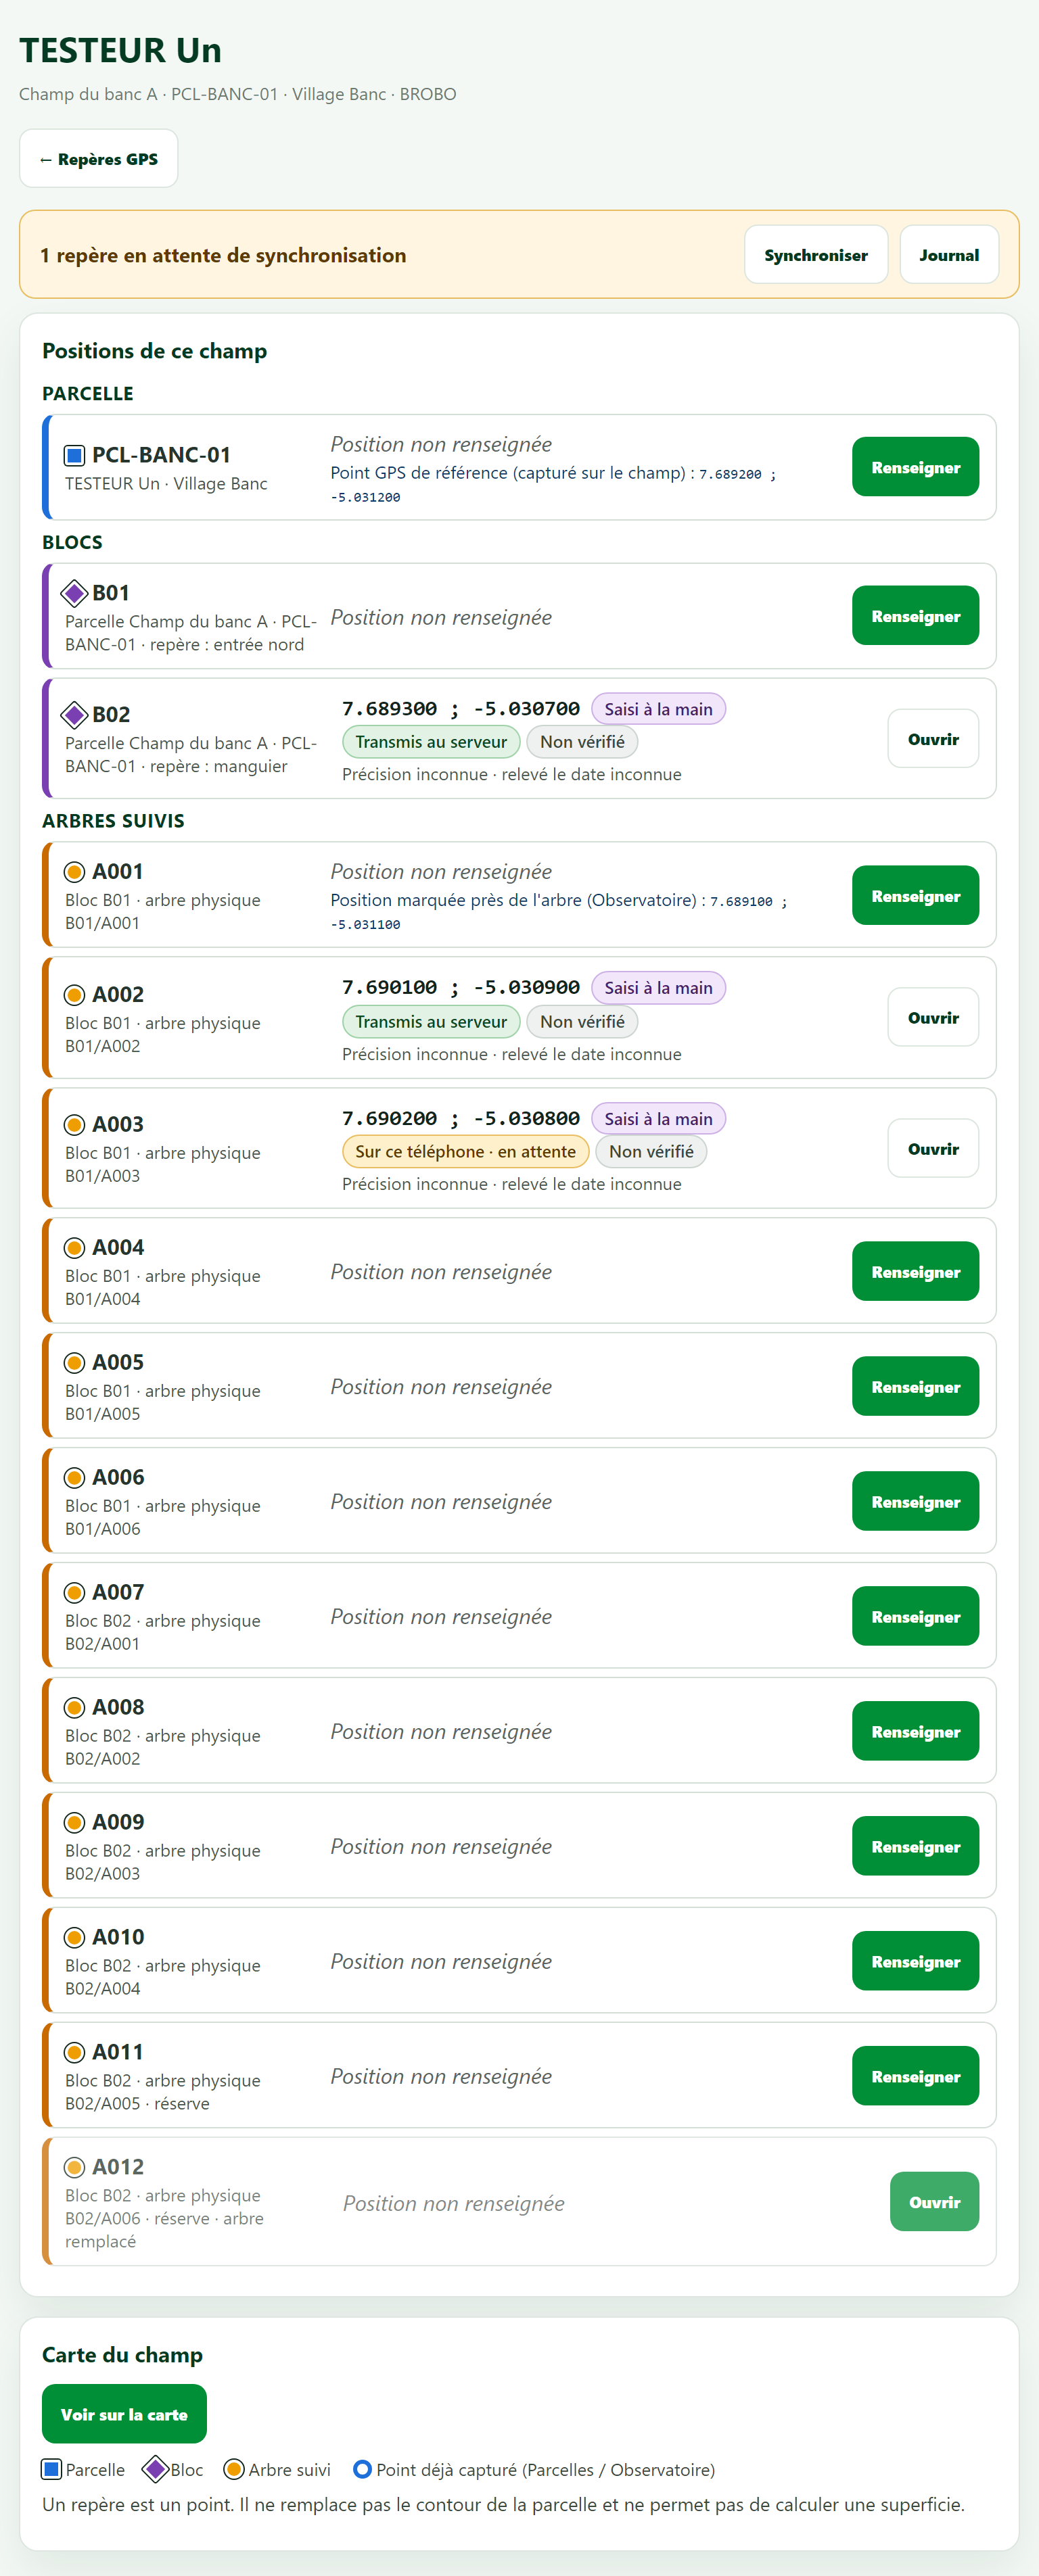 TESTEUR Un
Champ du banc A · PCL-BANC-01 · Village Banc · BROBO
← Repères GPS
1 repère en attente de synchronisation
Synchroniser
Journal
Positions de ce champ
PARCELLE
PCL-BANC-01
TESTEUR Un · Village Banc
Position non renseignée
Point GPS de référence (capturé sur le champ) : 7.689200 ;
-5.031200
Renseigner
BLOCS
B01
Parcelle Champ du banc A · PCL-
BANC-01 · repère : entrée nord
Position non renseignée
Renseigner
B02
Parcelle Champ du banc A · PCL-
BANC-01 · repère : manguier
7.689300 ; -5.030700 Saisi à la main
Transmis au serveur Non vérifié
Précision inconnue · relevé le date inconnue
Ouvrir
ARBRES SUIVIS
A001
Bloc B01 · arbre physique
B01/A001
Position non renseignée
Position marquée près de l'arbre (Observatoire) : 7.689100 ;
-5.031100
Renseigner
A002
Bloc B01 · arbre physique
B01/A002
7.690100 ; -5.030900 Saisi à la main
Transmis au serveur Non vérifié
Précision inconnue · relevé le date inconnue
Ouvrir
A003
Bloc B01 · arbre physique
B01/A003
7.690200 ; -5.030800 Saisi à la main
Sur ce téléphone · en attente Non vérifié
Précision inconnue · relevé le date inconnue
Ouvrir
A004
Bloc B01 · arbre physique
B01/A004
Position non renseignée
Renseigner
A005
Bloc B01 · arbre physique
B01/A005
Position non renseignée
Renseigner
A006
Bloc B01 · arbre physique
B01/A006
Position non renseignée
Renseigner
A007
Bloc B02 · arbre physique
B02/A001
Position non renseignée
Renseigner
A008
Bloc B02 · arbre physique
B02/A002
Position non renseignée
Renseigner
A009
Bloc B02 · arbre physique
B02/A003
Position non renseignée
Renseigner
A010
Bloc B02 · arbre physique
B02/A004
Position non renseignée
Renseigner
A011
Bloc B02 · arbre physique
B02/A005 · réserve
Position non renseignée
Renseigner
A012
Bloc B02 · arbre physique
B02/A006 · réserve · arbre
remplacé
Position non renseignée
Ouvrir
Carte du champ
Voir sur la carte
Parcelle Bloc Arbre suivi Point déjà capturé (Parcelles / Observatoire)
Un repère est un point. Il ne remplace pas le contour de la parcelle et ne permet pas de calculer une superficie.